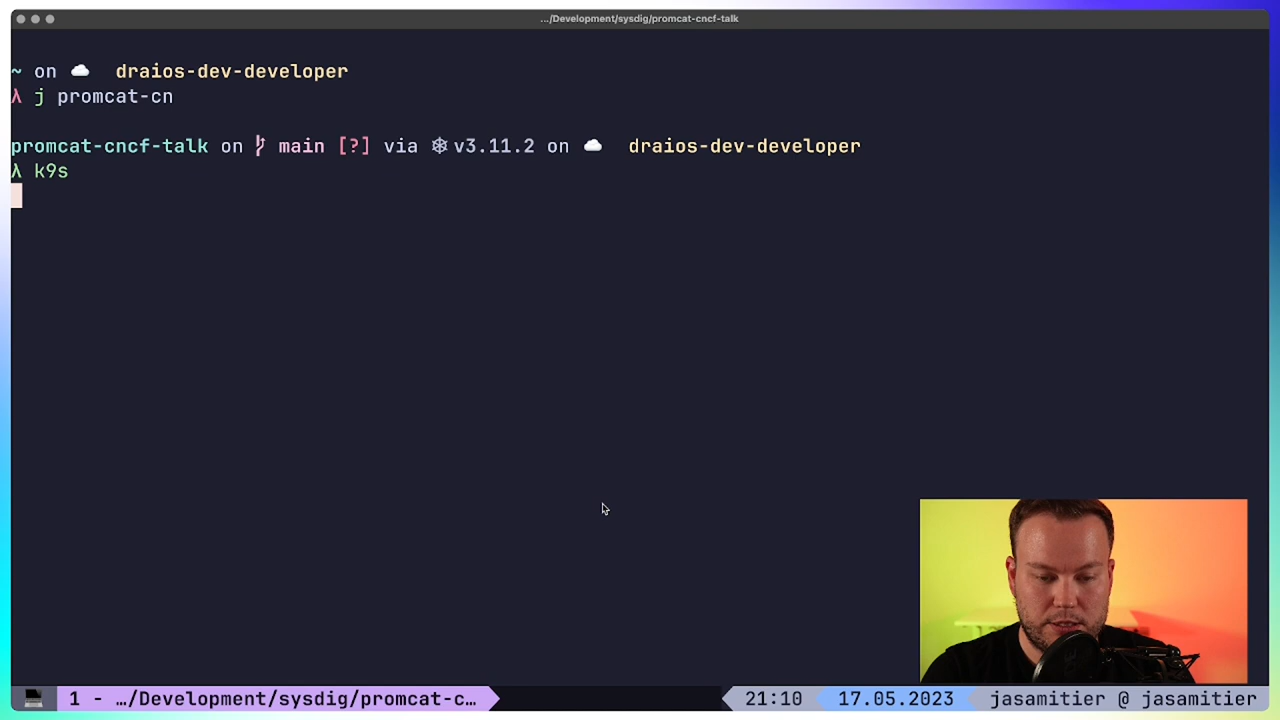 .../Development/sysdig/promcat-cncf-talk
~ on ☁️ draios-dev-developer
λ j promcat-cn
promcat-cncf-talk on main [?] via ⎈ v3.11.2 on ☁️ draios-dev-developer
λ k9s
1 - …/Development/sysdig/promcat-c…
21:10 17.05.2023 jasamitier @ jasamitier